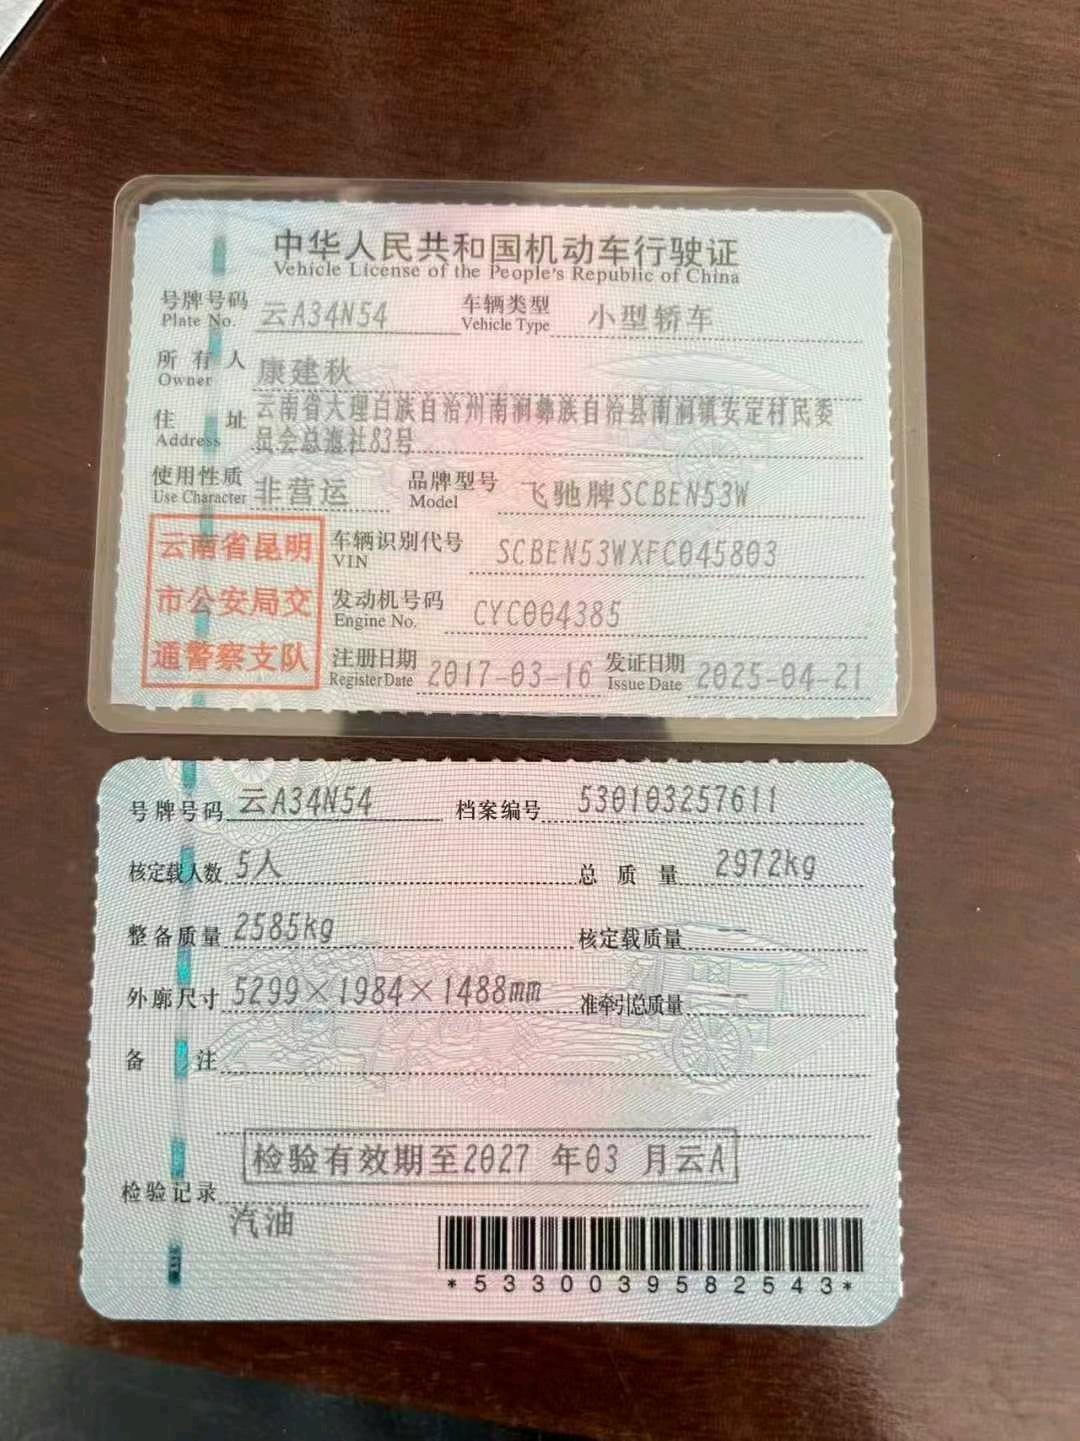 中华人民共和国机动车行驶证
Vehicle License of the People's Republic of China
号牌号码 云A34N54 车辆类型 小型轿车
Plate No. Vehicle Type
所有人 康建秋
Owner
住址 云南省大理白族自治州南涧彝族自治县南涧镇安定村民委
Address 员会总 社83号
使用性质 非营运 品牌型号 飞驰牌SCBEN53W
Use Character Model
云南省昆明
市公安局交
通警察支队
车辆识别代号 SCBEN53WXFC045803
VIN
发动机号码 CYC004385
Engine No.
注册日期 2017-03-16 发证日期 2025-04-21
Register Date Issue Date
号牌号码 云A34N54 档案编号 530103257611
核定载人数 5人 总质量 2972kg
整备质量 2585kg 核定载质量 --
外廓尺寸 5299×1984×1488mm 准牵引总质量 --
备注
检验有效期至2027 年03 月云A
检验记录
汽油
*5330039582543*